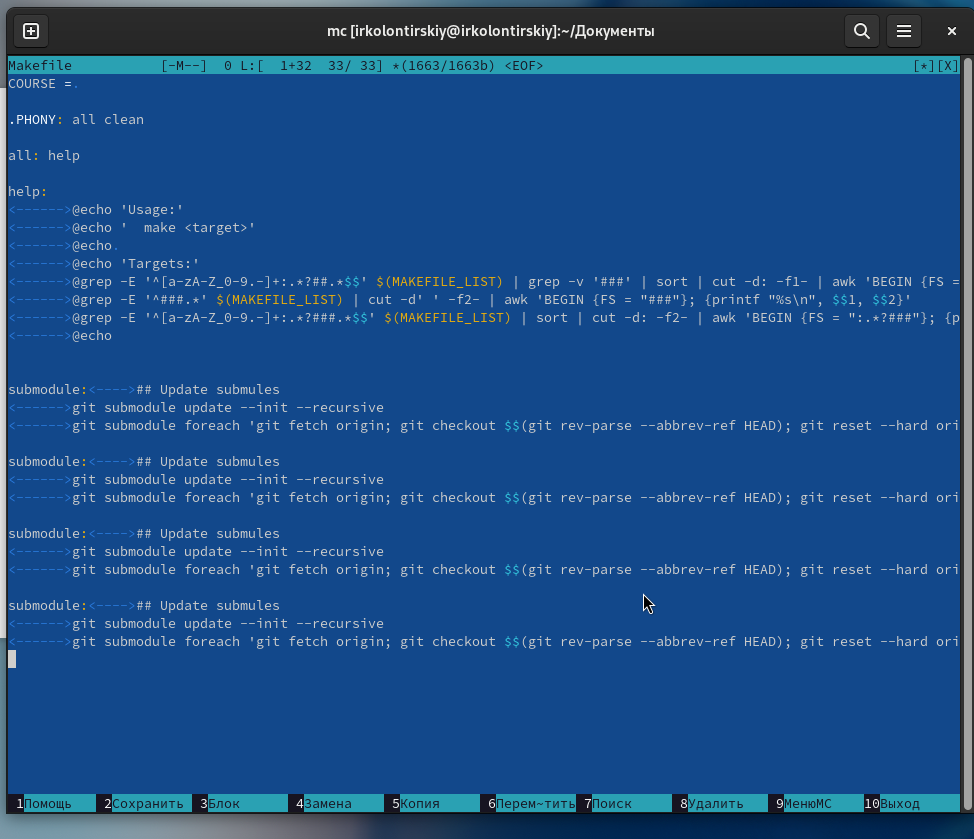 mc [irkolontirskiy@irkolontirskiy]:~/Документы
Makefile [-M--] 0 L:[ 1+32 33/ 33] *(1663/1663b) <EOF> [*][X]
COURSE =.
.PHONY: all clean
all: help
help:
<------>@echo 'Usage:'
<------>@echo '  make <target>'
<------>@echo.
<------>@echo 'Targets:'
<------>@grep -E '^[a-zA-Z_0-9.-]+:.*?##.*$$' $(MAKEFILE_LIST) | grep -v '###' | sort | cut -d: -f1- | awk 'BEGIN {FS =
<------>@grep -E '^###.*' $(MAKEFILE_LIST) | cut -d' ' -f2- | awk 'BEGIN {FS = "###"}; {printf "%s\n", $$1, $$2}'
<------>@grep -E '^[a-zA-Z_0-9.-]+:.*?###.*$$' $(MAKEFILE_LIST) | sort | cut -d: -f2- | awk 'BEGIN {FS = ":.*?###"}; {p
<------>@echo
submodule:<---->## Update submules
<------>git submodule update --init --recursive
<------>git submodule foreach 'git fetch origin; git checkout $$(git rev-parse --abbrev-ref HEAD); git reset --hard ori
submodule:<---->## Update submules
<------>git submodule update --init --recursive
<------>git submodule foreach 'git fetch origin; git checkout $$(git rev-parse --abbrev-ref HEAD); git reset --hard ori
submodule:<---->## Update submules
<------>git submodule update --init --recursive
<------>git submodule foreach 'git fetch origin; git checkout $$(git rev-parse --abbrev-ref HEAD); git reset --hard ori
submodule:<---->## Update submules
<------>git submodule update --init --recursive
<------>git submodule foreach 'git fetch origin; git checkout $$(git rev-parse --abbrev-ref HEAD); git reset --hard ori
1Помощь 2Сохранить 3Блок 4Замена 5Копия 6Перем~тить 7Поиск 8Удалить 9МенюMC 10Выход